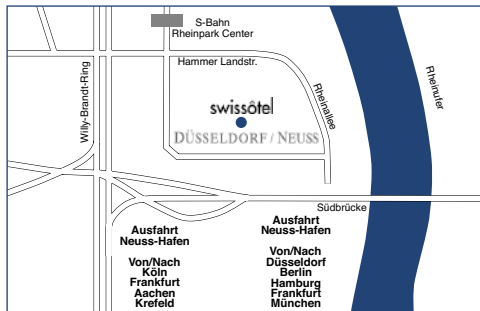 S-Bahn
Rheinpark Center
Hammer Landstr.
Willy-Brandt-Ring
swissôtel
DÜSSELDORF / NEUSS
Rheinallee
Rheinufer
Südbrücke
Ausfahrt
Neuss-Hafen
Von/Nach
Köln
Frankfurt
Aachen
Krefeld
Ausfahrt
Neuss-Hafen
Von/Nach
Düsseldorf
Berlin
Hamburg
Frankfurt
München